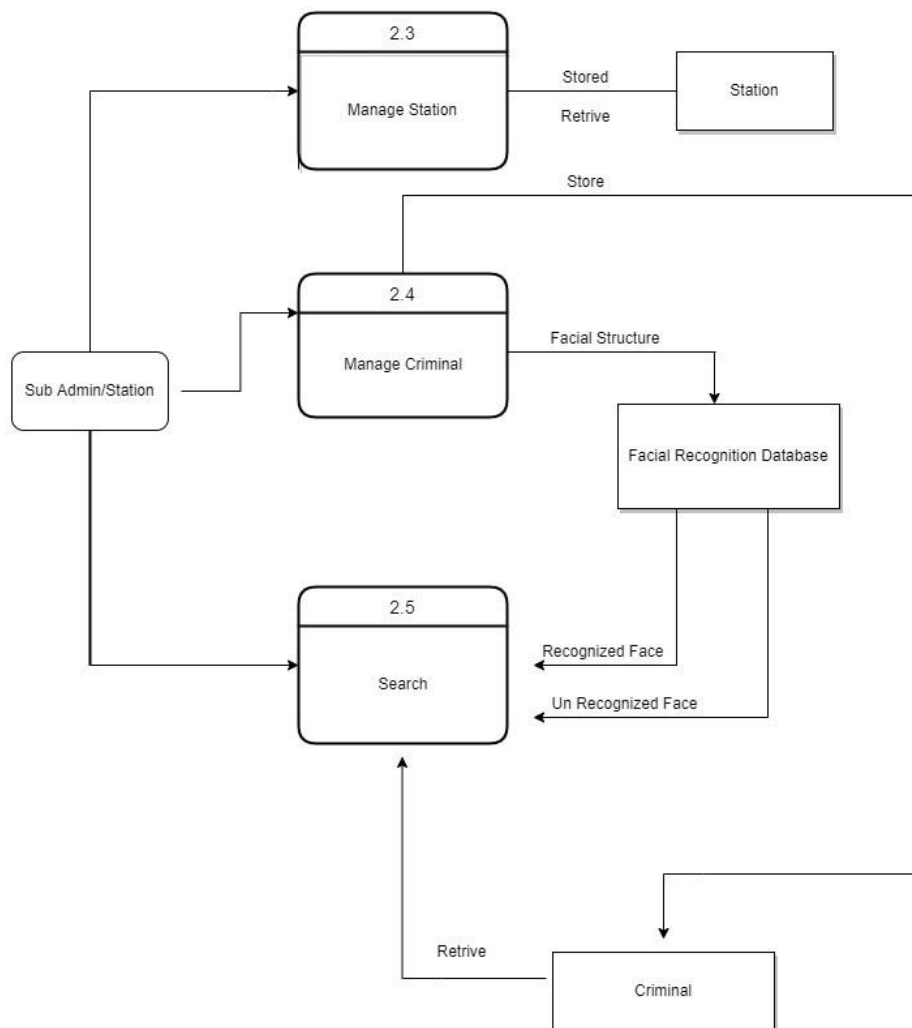 2.3
Manage Station
Stored
Retrive
Station
Store
2.4
Manage Criminal
Facial Structure
Sub Admin/Station
Facial Recognition Database
2.5
Search
Recognized Face
Un Recognized Face
Retrive
Criminal